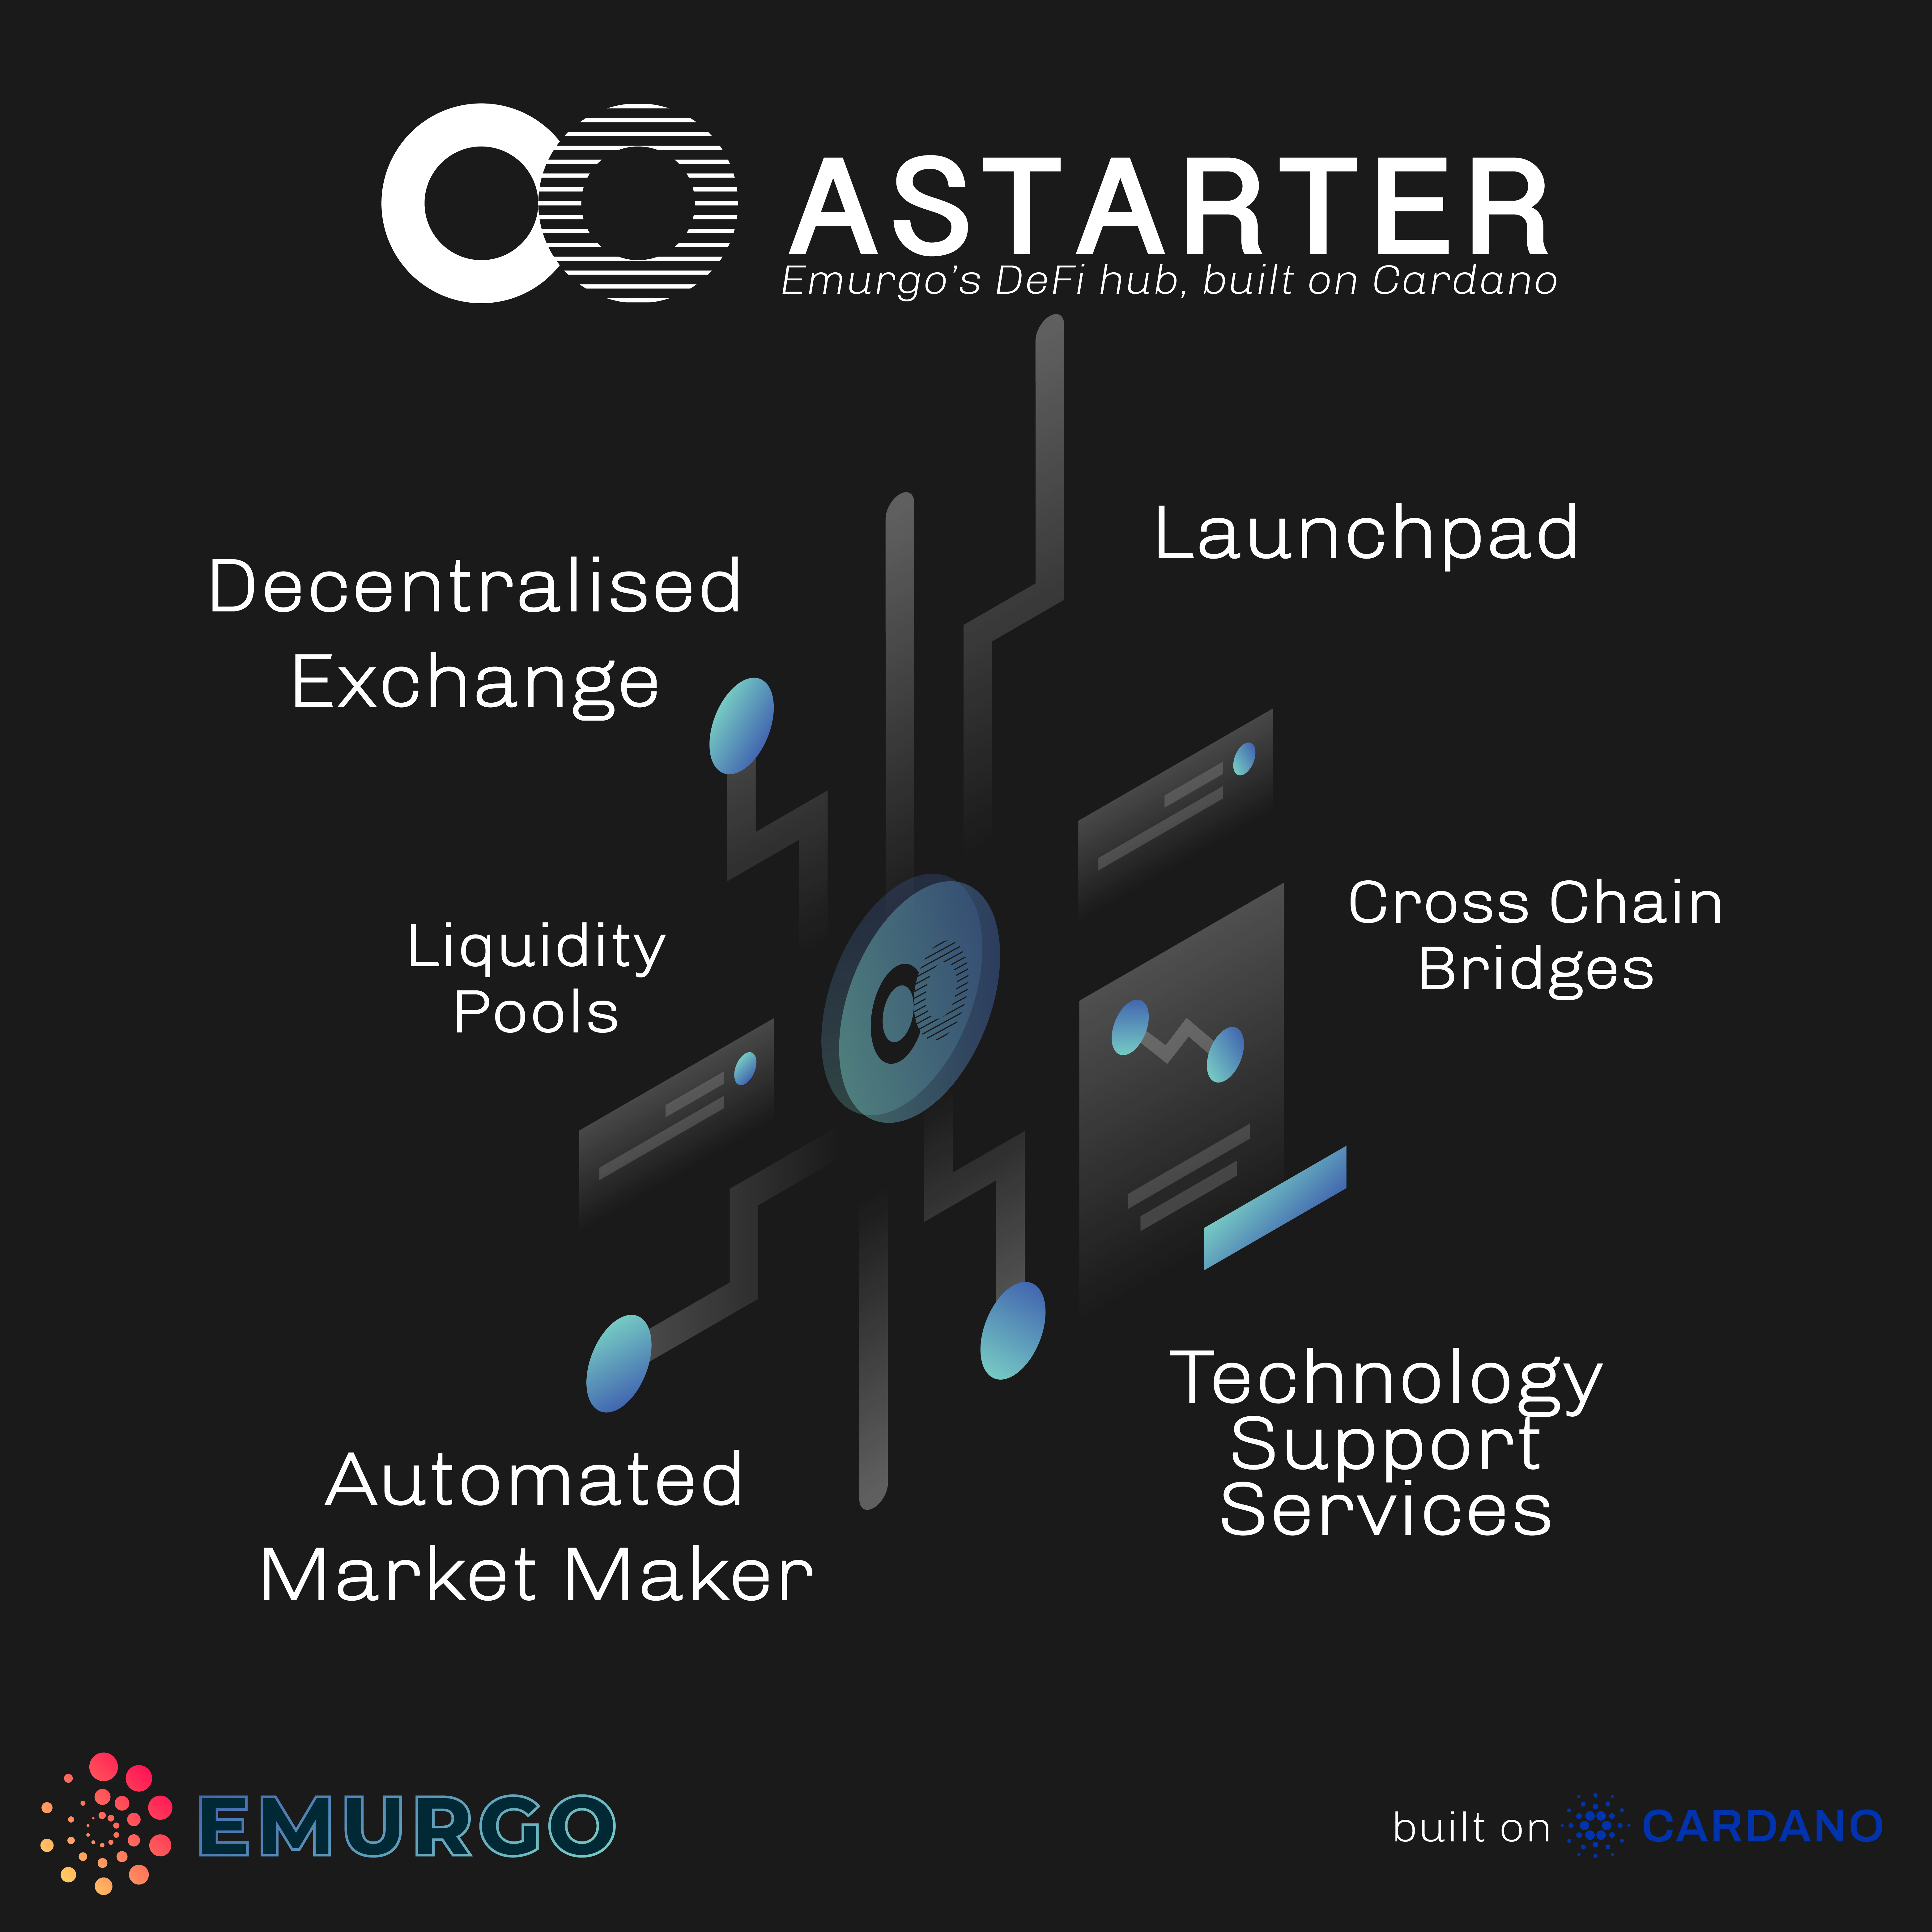 ASTARTER
Emurgo's DeFi hub, built on Cardano
Launchpad
Decentralised
Exchange
Cross Chain
Bridges
Liquidity
Pools
Technology
Support
Services
Automated
Market Maker
EMURGO
built on CARDANO